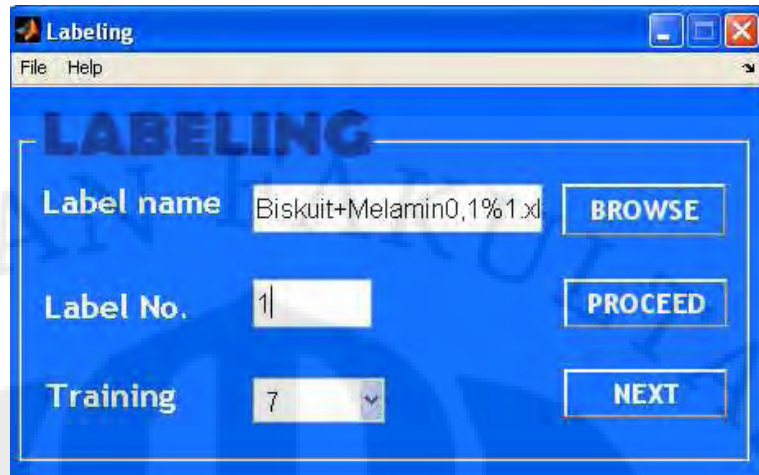 Labeling
File Help
LABELING
Label name Biskuit+Melamin0,1%1.xl BROWSE
Label No. 1 PROCEED
Training 7 NEXT